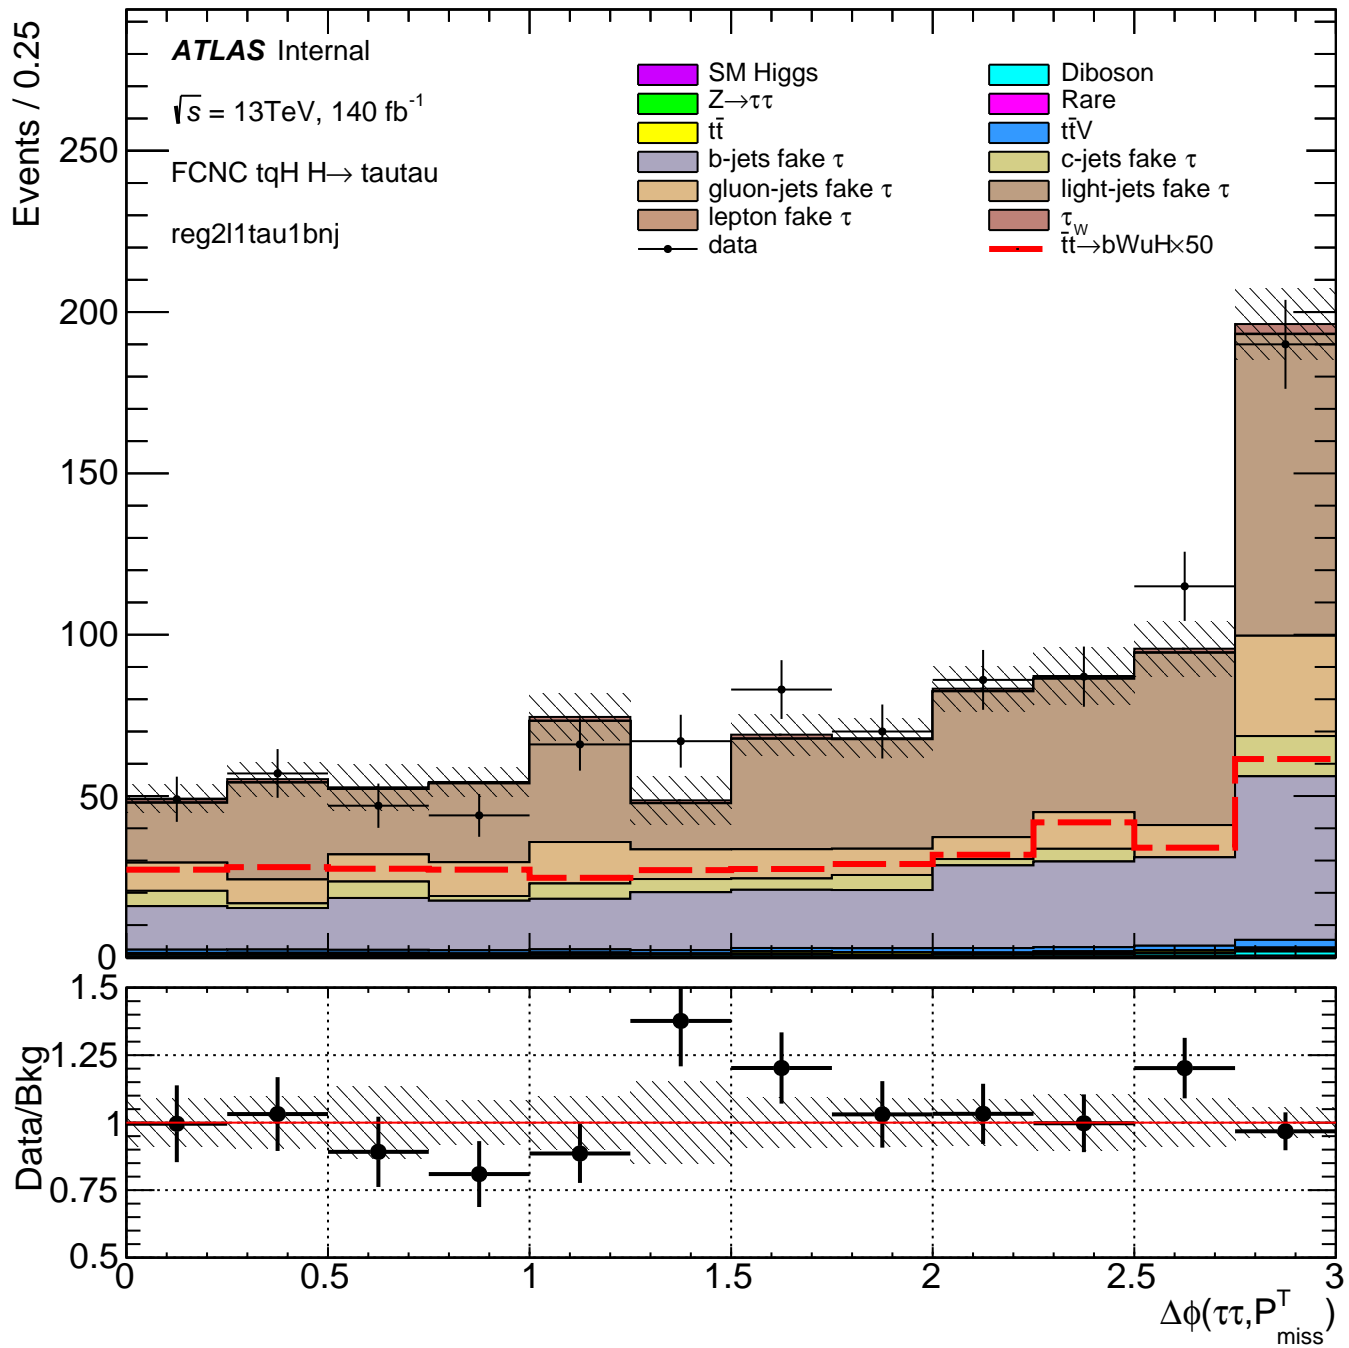 Events / 0.25
ATLAS Internal
√s = 13TeV, 140 fb⁻¹
FCNC tqH H→ tautau
reg2l1tau1bnj
SM Higgs
Diboson
Z→ττ
Rare
tt̄
tt̄V
b-jets fake τ
c-jets fake τ
gluon-jets fake τ
light-jets fake τ
lepton fake τ
τ_W
data
t̄t→bWuH×50
250
200
150
100
50
0
Data/Bkg
1.5
1.25
1
0.75
0.5
0 0.5 1 1.5 2 2.5 3
Δϕ(ττ,P^T_miss)